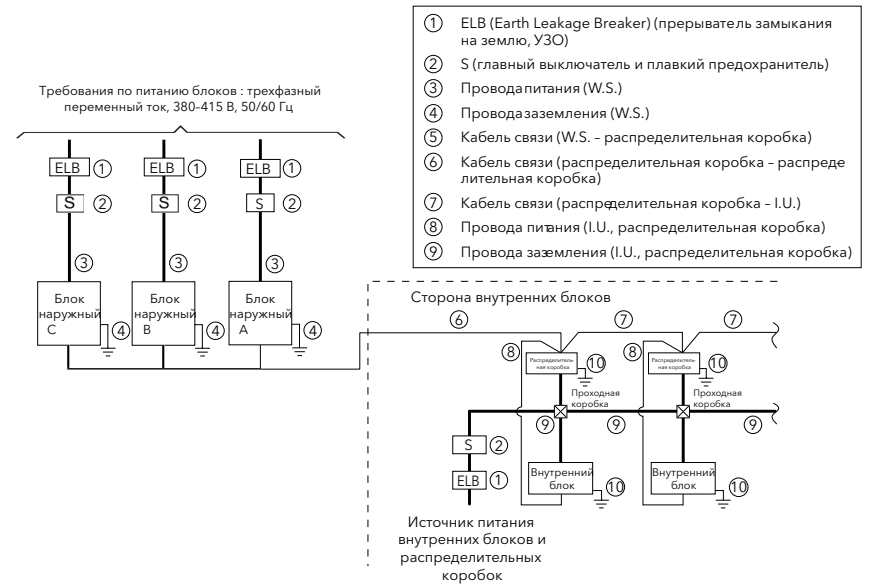 ① ELB (Earth Leakage Breaker) (прерыватель замыкания
на землю, УЗО)
② S (главный выключатель и плавкий предохранитель)
③ Провода питания (W.S.)
④ Провода заземления (W.S.)
⑤ Кабель связи (W.S. – распределительная коробка)
⑥ Кабель связи (распределительная коробка – распреде
лительная коробка)
⑦ Кабель связи (распределительная коробка – I.U.)
⑧ Провода питания (I.U., распределительная коробка)
⑨ Провода заземления (I.U., распределительная коробка)
Требования по питанию блоков : трехфазный
переменный ток, 380–415 В, 50/60 Гц
ELB ① ELB ① ELB ①
S ② S ② S ②
③ ③ ③
Блок
наружный
C
④
Блок
наружный
B
④
Блок
наружный
A
④
Сторона внутренних блоков
⑥ ⑦ ⑦
⑧ ⑧
Распределитель-
ная коробка
⑩
Распределитель-
ная коробка
⑩
Проходная
коробка
Проходная
коробка
⑨ ⑨ ⑨
S ②
ELB ①
Внутренний
блок
⑩
Внутренний
блок
⑩
Источник питания
внутренних блоков и
распределительных
коробок